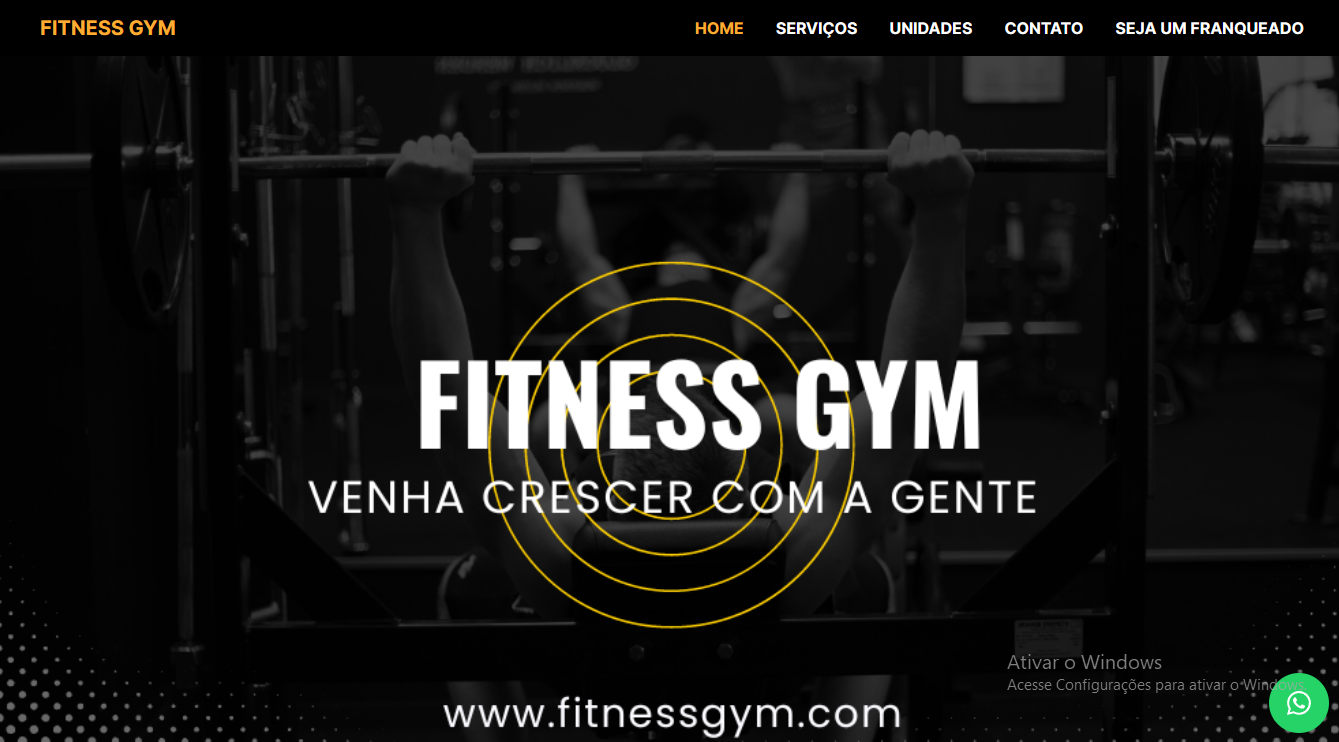 FITNESS GYM
HOME SERVIÇOS UNIDADES CONTATO SEJA UM FRANQUEADO
FITNESS GYM
VENHA CRESCER COM A GENTE
Ativar o Windows
Acesse Configurações para ativar o Windows.
www.fitnessgym.com